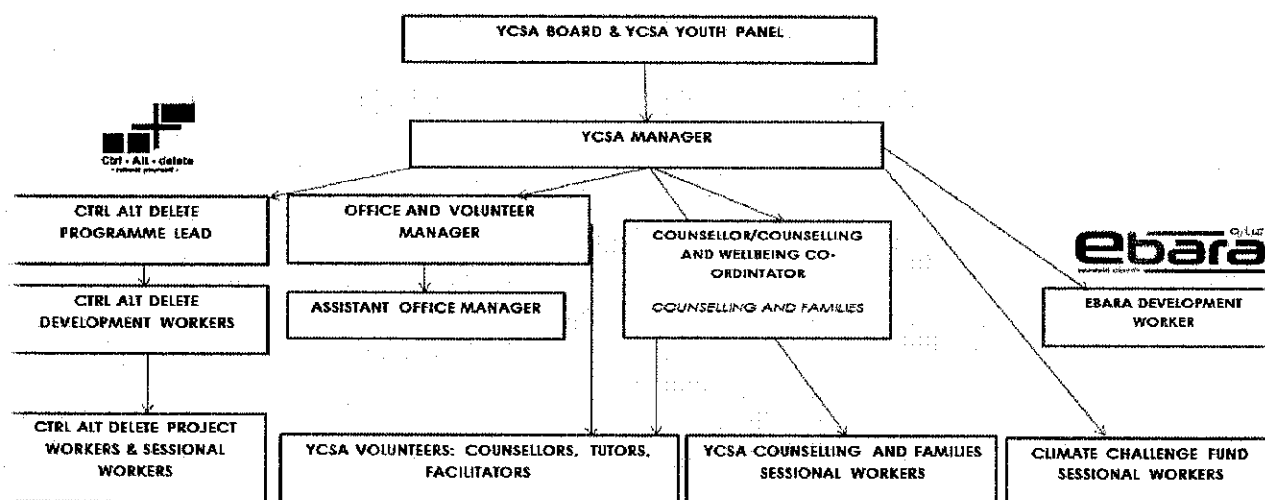 YCSA BOARD & YCSA YOUTH PANEL
YCSA MANAGER
Ctrl - Alt - delete
CTRL ALT DELETE
PROGRAMME LEAD
OFFICE AND VOLUNTEER
MANAGER
COUNSELLOR/COUNSELLING
AND WELLBEING CO-
ORDINTATOR
COUNSELLING AND FAMILIES
ebara
EBARA DEVELOPMENT
WORKER
CTRL ALT DELETE
DEVELOPMENT WORKERS
ASSISTANT OFFICE MANAGER
CTRL ALT DELETE PROJECT
WORKERS & SESSIONAL
WORKERS
YCSA VOLUNTEERS: COUNSELLORS, TUTORS,
FACILITATORS
YCSA COUNSELLING AND FAMILIES
SESSIONAL WORKERS
CLIMATE CHALLENGE FUND
SESSIONAL WORKERS